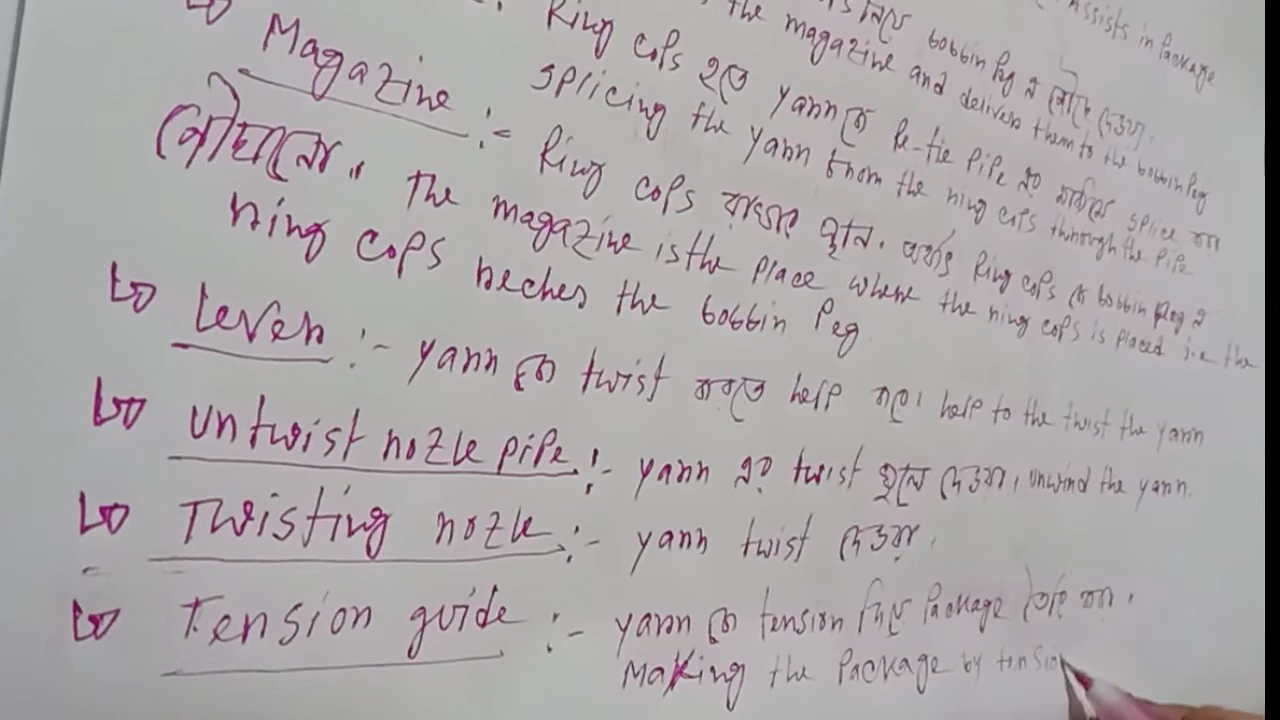 Assists in Package
নিয়ে bobbin Peg এ পৌছে দেওয়া.
the magazine and delivers them to the bobbin Peg
Ring cops হতে yarn কে Re-tie PiPe এর মাধ্যমে splice করা
splicing the yarn from the ring cops through the PiPe
Magazine :- Ring cops রাখার স্থান. অর্থাৎ Ring cops কে bobbin Peg এ
পৌছানো. The magazine is the Place where the ring cops is placed i.e the
ring cops reches the bobbin Peg
Lever :- yarn কে twist করতে help করে। help to the twist the yarn
untwist nozle pipe :- yarn এর twist খুলে দেওয়া, unwind the yarn.
Twisting nozle :- yarn twist দেওয়া.
Tension guide :- yarn কে tension দিয়ে Package তৈরি করা.
Making the Package by tensio